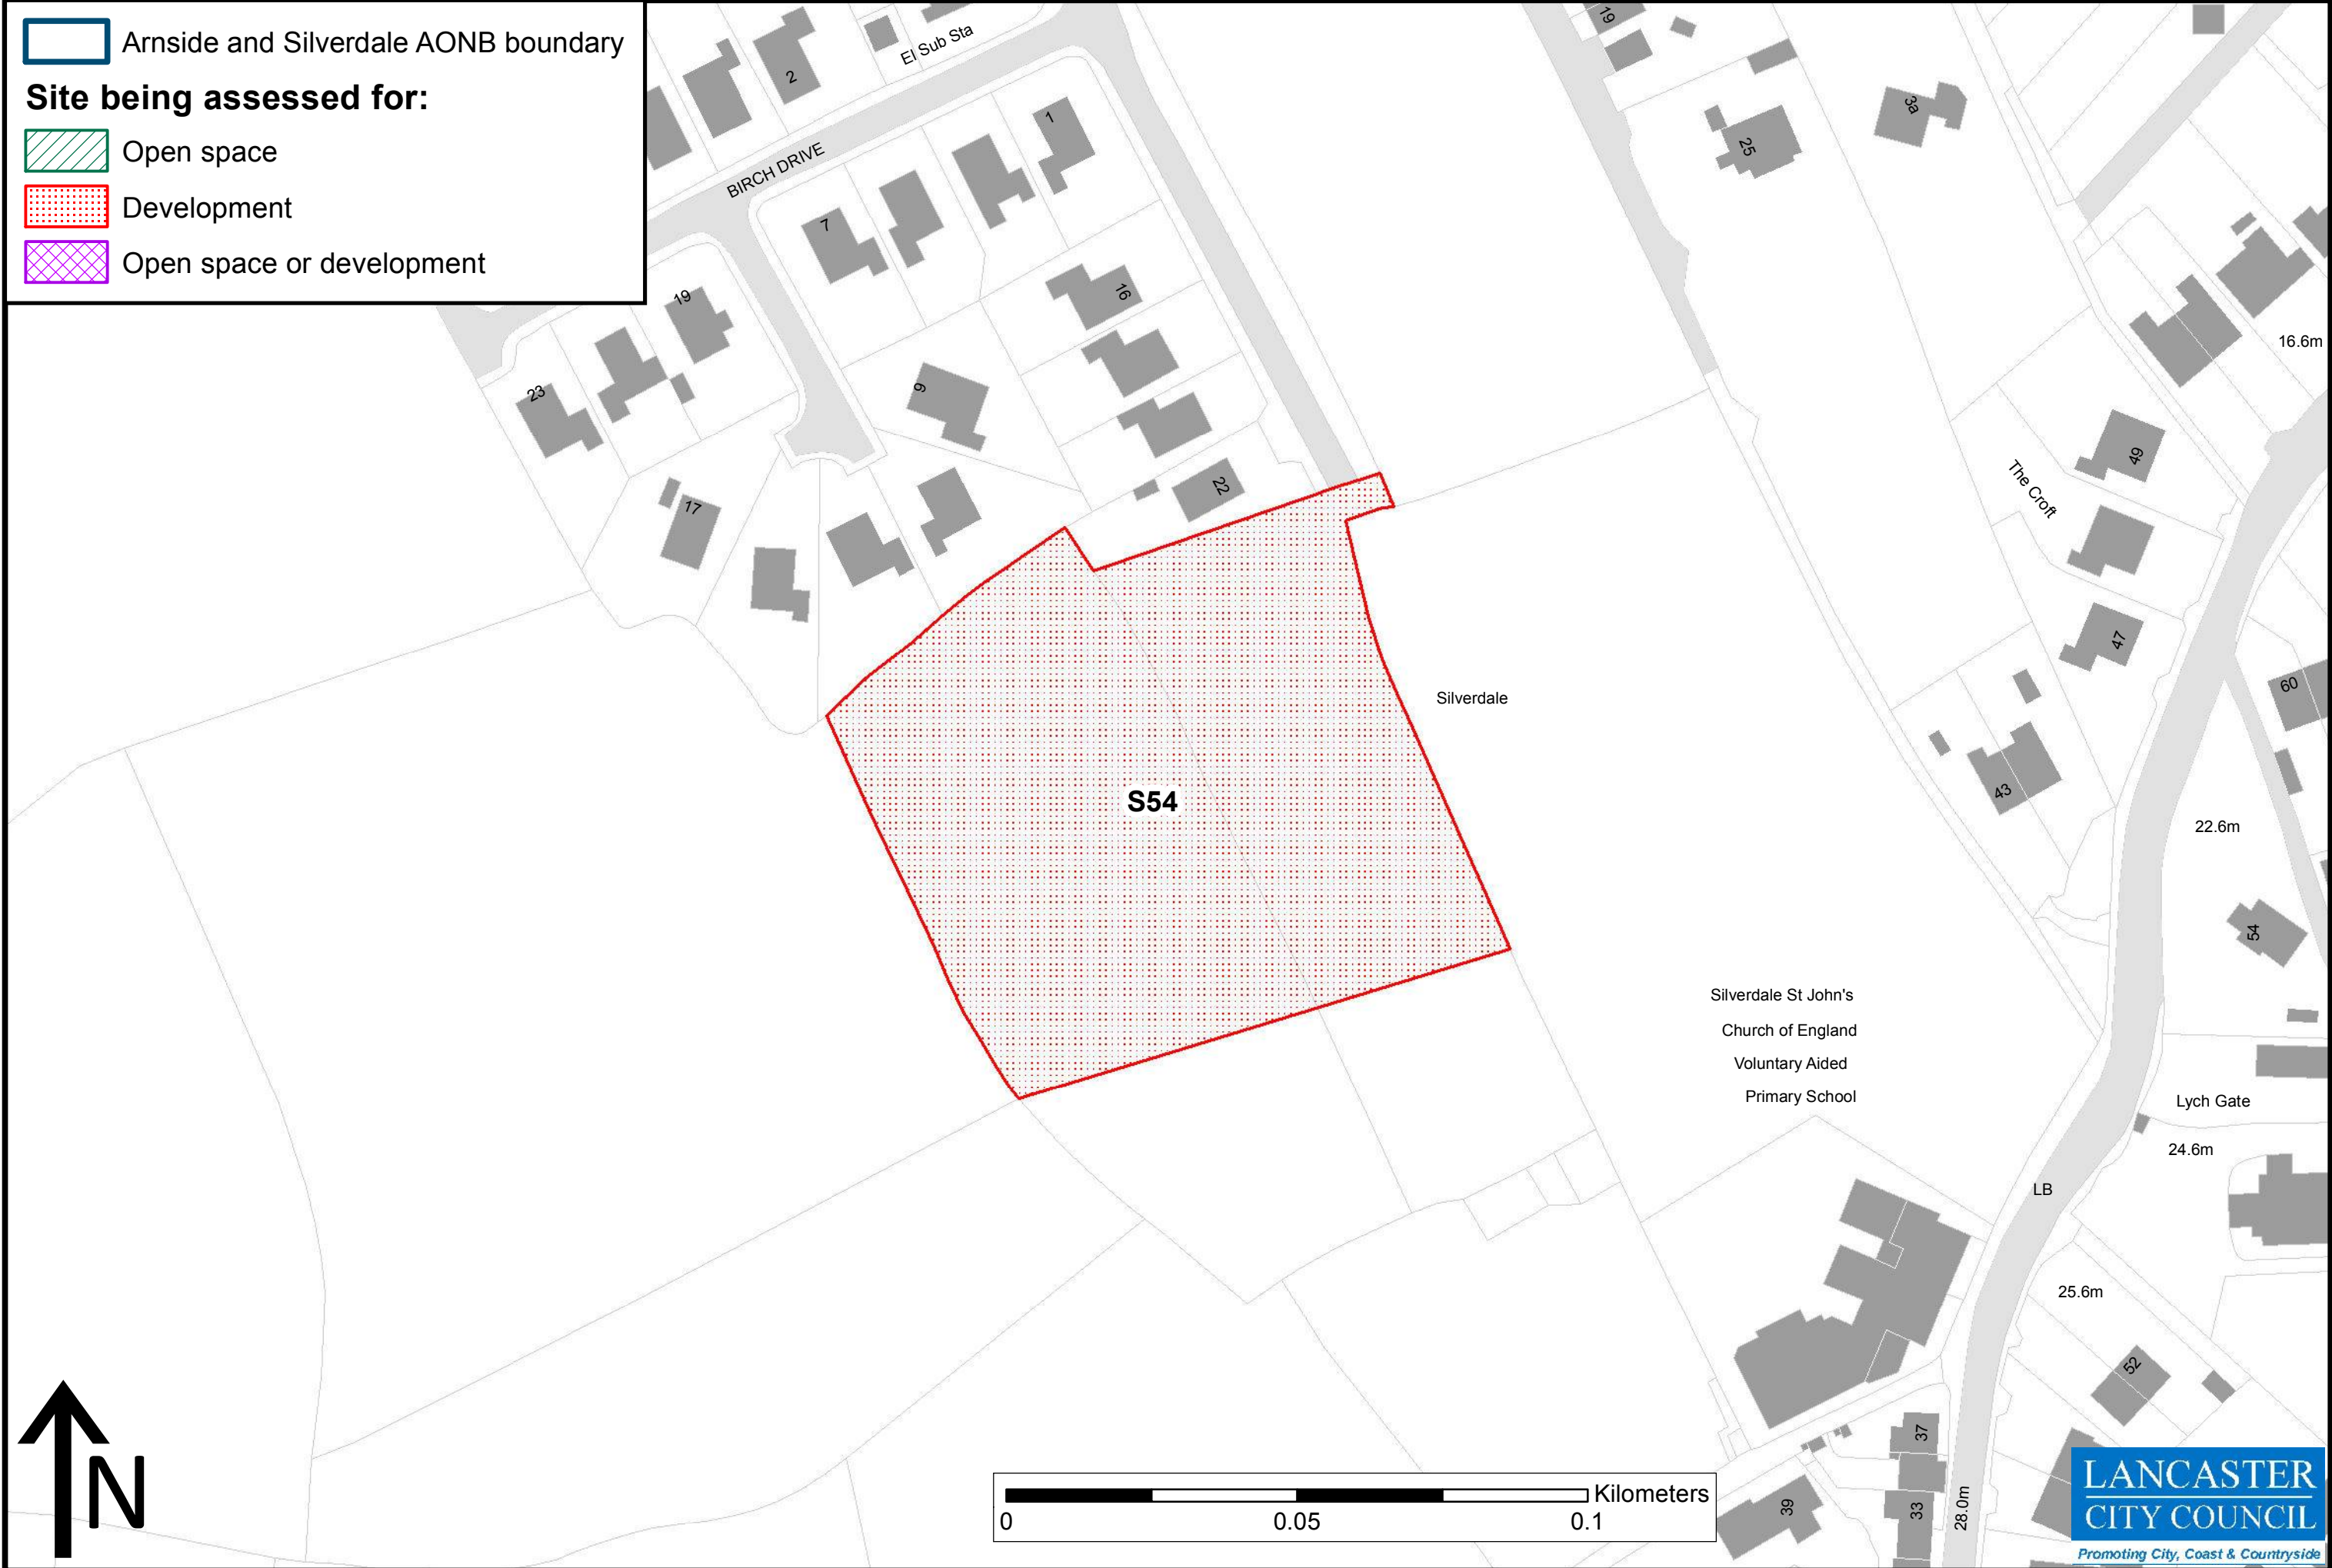 Arnside and Silverdale AONB boundary
Site being assessed for:
Open space
Development
Open space or development
El Sub Sta
2
BIRCH DRIVE
1
7
19
16
23
9
22
17
19
25
3a
16.6m
49
The Croft
47
60
43
22.6m
54
Silverdale
S54
Silverdale St John's
Church of England
Voluntary Aided
Primary School
Lych Gate
24.6m
LB
25.6m
52
37
33
39
28.0m
N
Kilometers
0
0.05
0.1
LANCASTER
CITY COUNCIL
Promoting City, Coast & Countryside